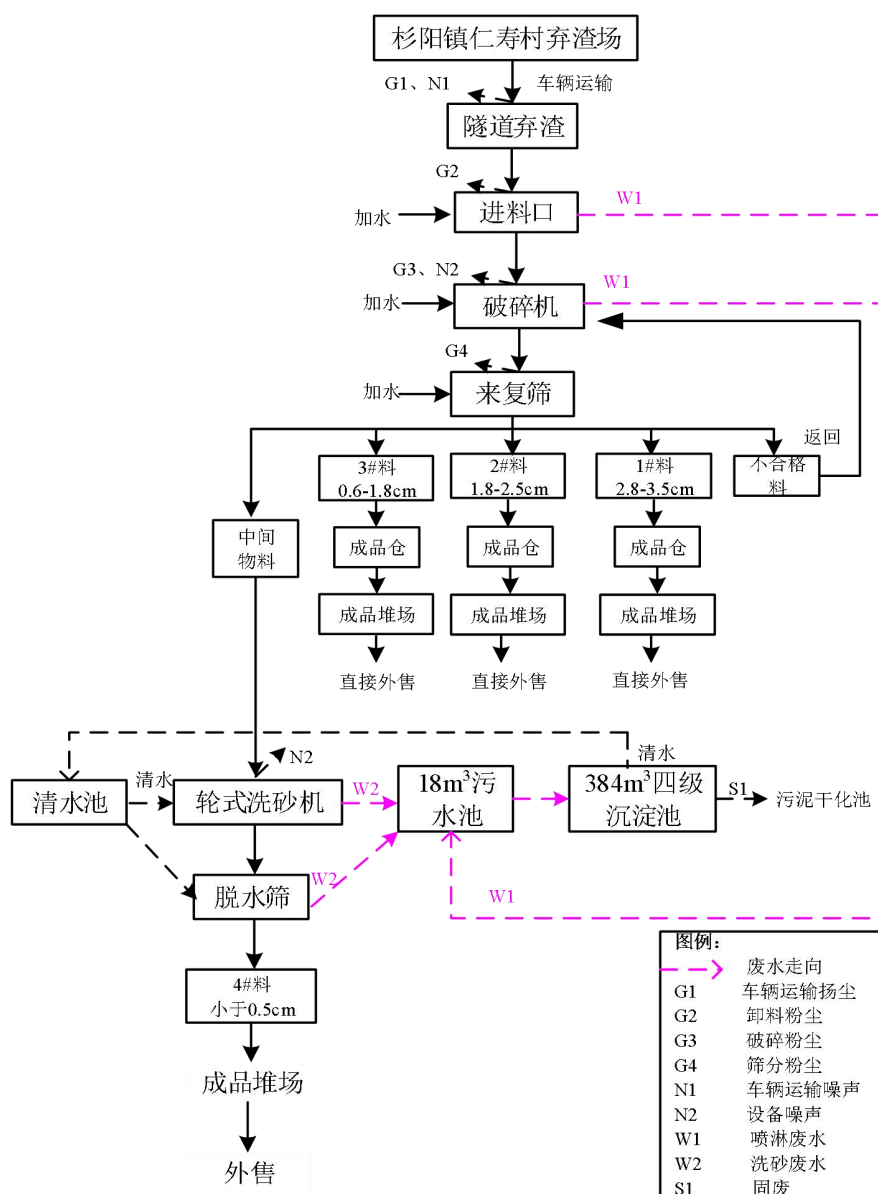 杉阳镇仁寿村弃渣场
G1、N1
车辆运输
隧道弃渣
G2
加水
进料口
W1
G3、N2
加水
破碎机
W1
G4
加水
来复筛
返回
3#料
0.6-1.8cm
2#料
1.8-2.5cm
1#料
2.8-3.5cm
不合格
料
中间
物料
成品仓
成品仓
成品仓
成品堆场
成品堆场
成品堆场
直接外售
直接外售
直接外售
N2
清水
清水池
清水
轮式洗砂机
W2
18m³污
水池
384m³四级
沉淀池
S1
污泥干化池
脱水筛
W2
W1
4#料
小于0.5cm
成品堆场
外售
图例：
废水走向
G1 车辆运输扬尘
G2 卸料粉尘
G3 破碎粉尘
G4 筛分粉尘
N1 车辆运输噪声
N2 设备噪声
W1 喷淋废水
W2 洗砂废水
S1 固废